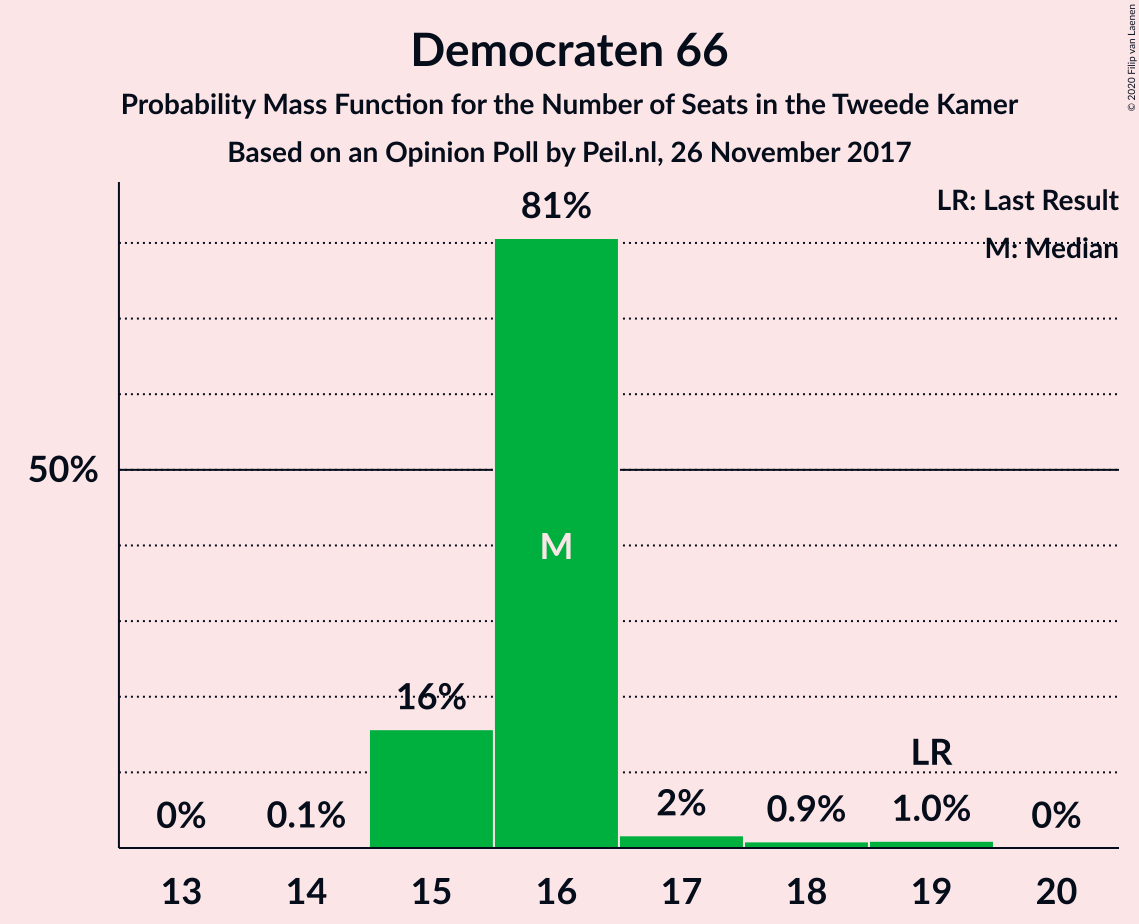 Democraten 66
Probability Mass Function for the Number of Seats in the Tweede Kamer
Based on an Opinion Poll by Peil.nl, 26 November 2017
© 2020 Filip van Laenen
LR: Last Result
M: Median
81%
50%
M
16%
LR
0%
0.1%
2%
0.9%
1.0%
0%
13 14 15 16 17 18 19 20